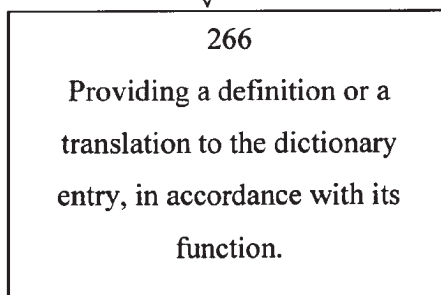 266
Providing a definition or a
translation to the dictionary
entry, in accordance with its
function.